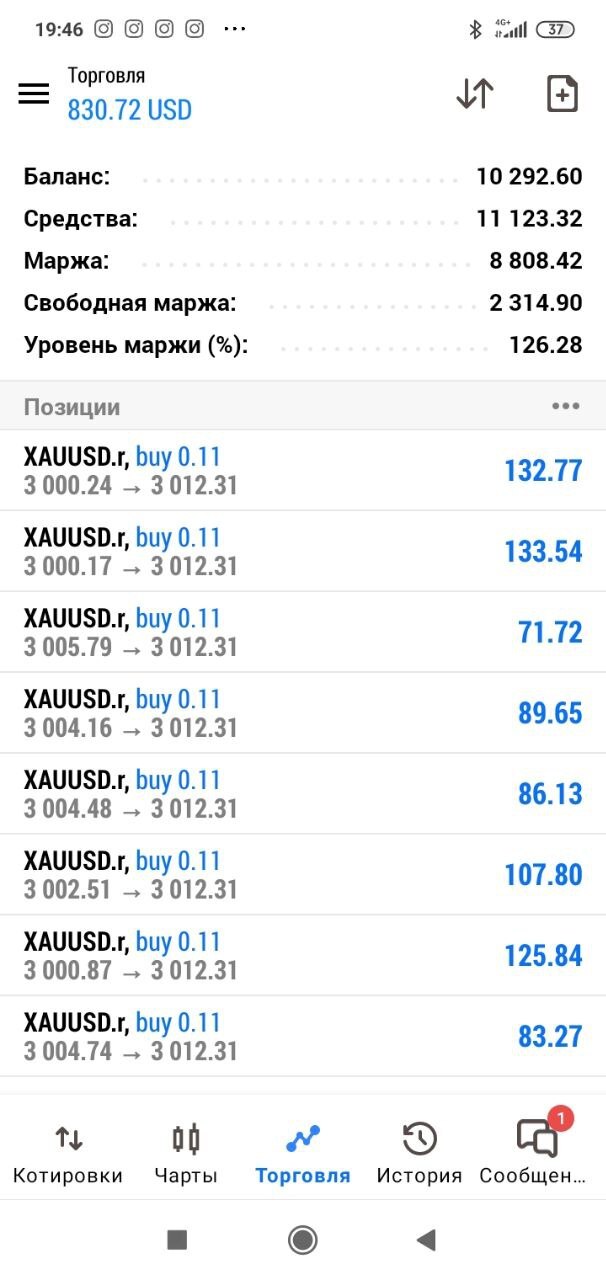 19:46
4G+
37
Торговля
830.72 USD
Баланс: 10 292.60
Средства: 11 123.32
Маржа: 8 808.42
Свободная маржа: 2 314.90
Уровень маржи (%): 126.28
Позиции
XAUUSD.r, buy 0.11
132.77
3 000.24 → 3 012.31
XAUUSD.r, buy 0.11
133.54
3 000.17 → 3 012.31
XAUUSD.r, buy 0.11
71.72
3 005.79 → 3 012.31
XAUUSD.r, buy 0.11
89.65
3 004.16 → 3 012.31
XAUUSD.r, buy 0.11
86.13
3 004.48 → 3 012.31
XAUUSD.r, buy 0.11
107.80
3 002.51 → 3 012.31
XAUUSD.r, buy 0.11
125.84
3 000.87 → 3 012.31
XAUUSD.r, buy 0.11
83.27
3 004.74 → 3 012.31
1
Котировки Чарты Торговля История Сообщен...